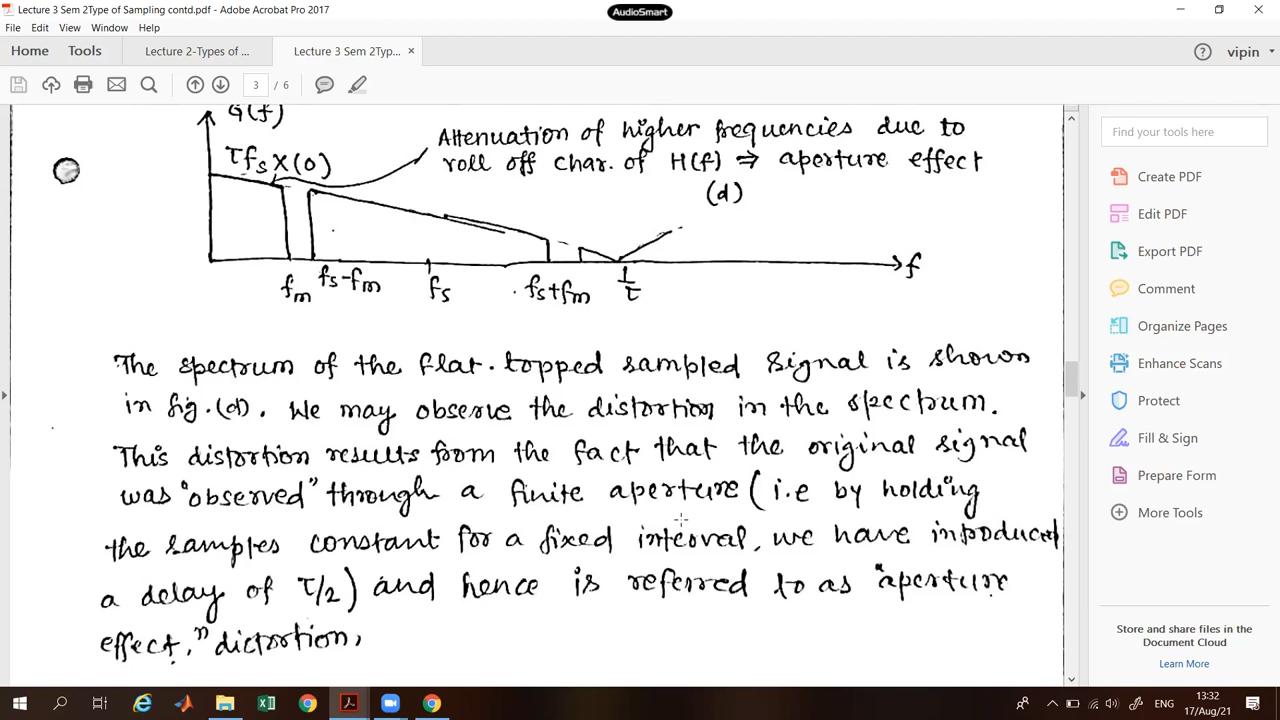 Lecture 3 Sem 2Type of Sampling contd.pdf - Adobe Acrobat Pro 2017
AudioSmart
File Edit View Window Help
Home Tools Lecture 2-Types of ... Lecture 3 Sem 2Typ... × ? vipin
3 / 6
G(f)
Attenuation of higher frequencies due to
roll off char. of H(f) ⇒ aperture effect
(d)
τfs X(0)
fm fs-fm fs fs+fm 1/τ f
The spectrum of the flat-topped sampled signal is shown
in fig.(d). We may observe the distortion in the spectrum.
This distortion results from the fact that the original signal
was "observed" through a finite aperture (i.e by holding
the samples constant for a fixed interval, we have introduced
a delay of τ/2) and hence is referred to as "aperture
effect," distortion,
Find your tools here
Create PDF
Edit PDF
Export PDF
Comment
Organize Pages
Enhance Scans
Protect
Fill & Sign
Prepare Form
More Tools
Store and share files in the
Document Cloud
Learn More
ENG
13:32
17/Aug/21